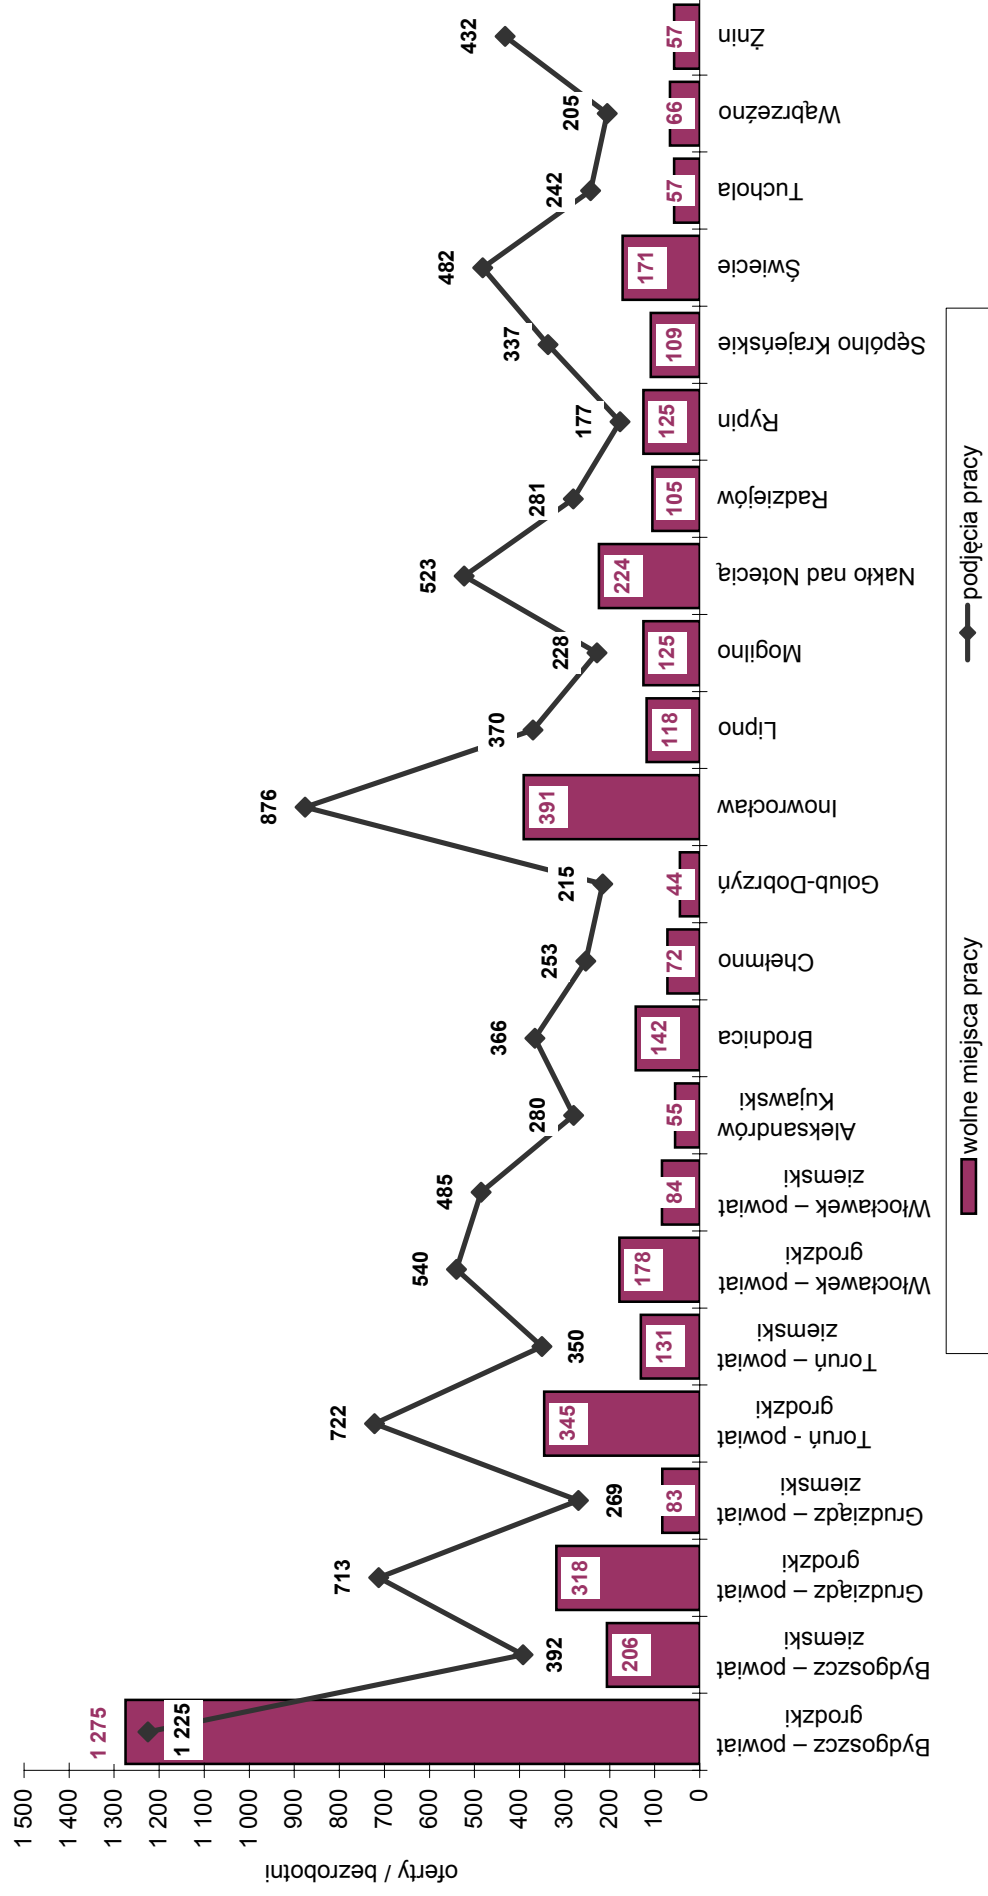 oferty / bezrobotni
1 500
1 400
1 300
1 200
1 100
1 000
900
800
700
600
500
400
300
200
100
0
1 275
1 225
392
713
269
722
350
540
485
280
366
253
215
876
370
228
523
281
177
337
482
242
205
432
206
318
83
345
131
178
84
55
142
72
44
391
118
125
224
105
125
109
171
57
66
57
Bydgoszcz – powiat
grodzki
Bydgoszcz – powiat
ziemski
Grudziądz – powiat
grodzki
Grudziądz – powiat
ziemski
Toruń - powiat
grodzki
Toruń – powiat
ziemski
Włocławek – powiat
grodzki
Włocławek – powiat
ziemski
Aleksandrów
Kujawski
Brodnica
Chełmno
Golub-Dobrzyń
Inowrocław
Lipno
Mogilno
Nakło nad Notecią
Radziejów
Rypin
Sępólno Krajeńskie
Świecie
Tuchola
Wąbrzeźno
Żnin
wolne miejsca pracy
podjęcia pracy